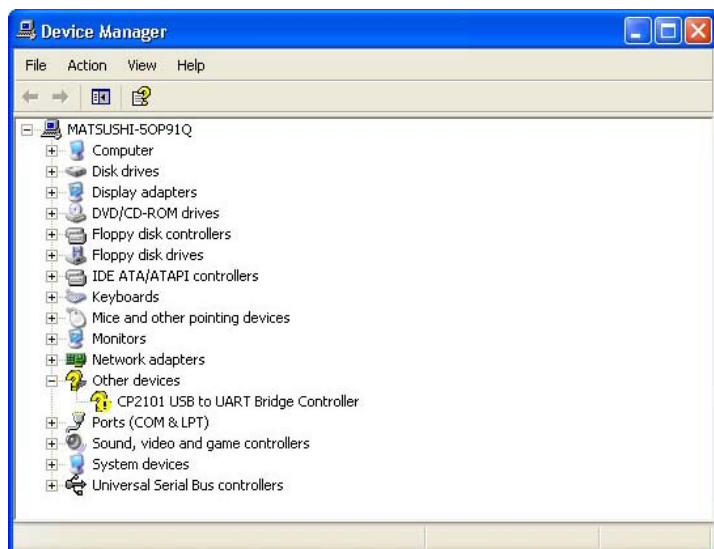 Device Manager
File Action View Help
MATSUSHI-5OP91Q
Computer
Disk drives
Display adapters
DVD/CD-ROM drives
Floppy disk controllers
Floppy disk drives
IDE ATA/ATAPI controllers
Keyboards
Mice and other pointing devices
Monitors
Network adapters
Other devices
CP2101 USB to UART Bridge Controller
Ports (COM & LPT)
Sound, video and game controllers
System devices
Universal Serial Bus controllers